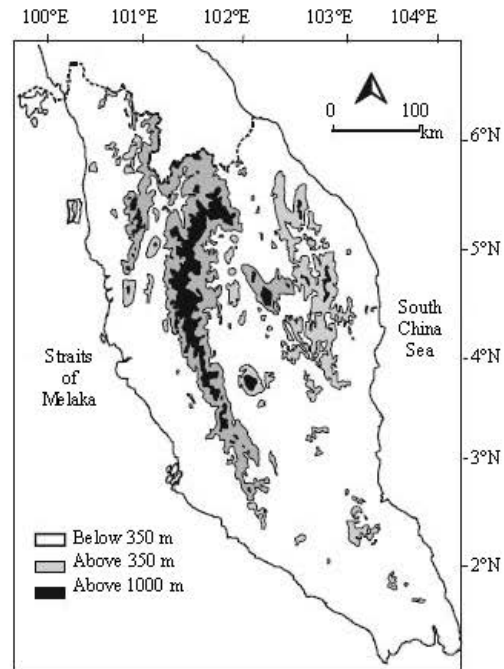 100°E 101°E 102°E 103°E 104°E
0 100
km
6°N
5°N
South
China
Sea
4°N
Straits
of
Melaka
3°N
Below 350 m
Above 350 m
2°N
Above 1000 m